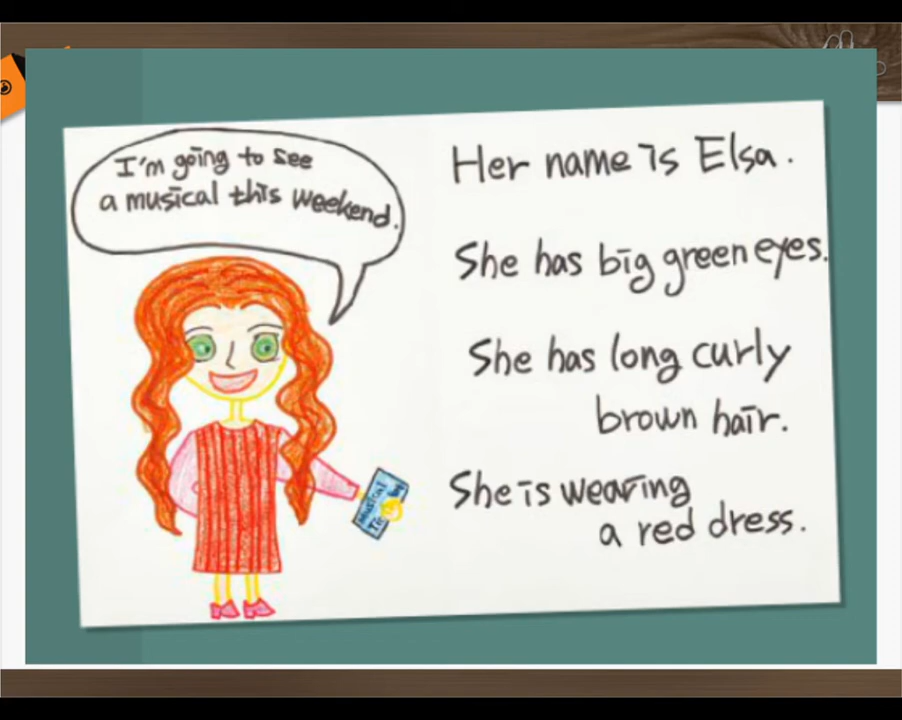 I'm going to see
a musical this weekend.
Her name is Elsa.
She has big green eyes.
She has long curly
brown hair.
She is wearing
a red dress.
Musical